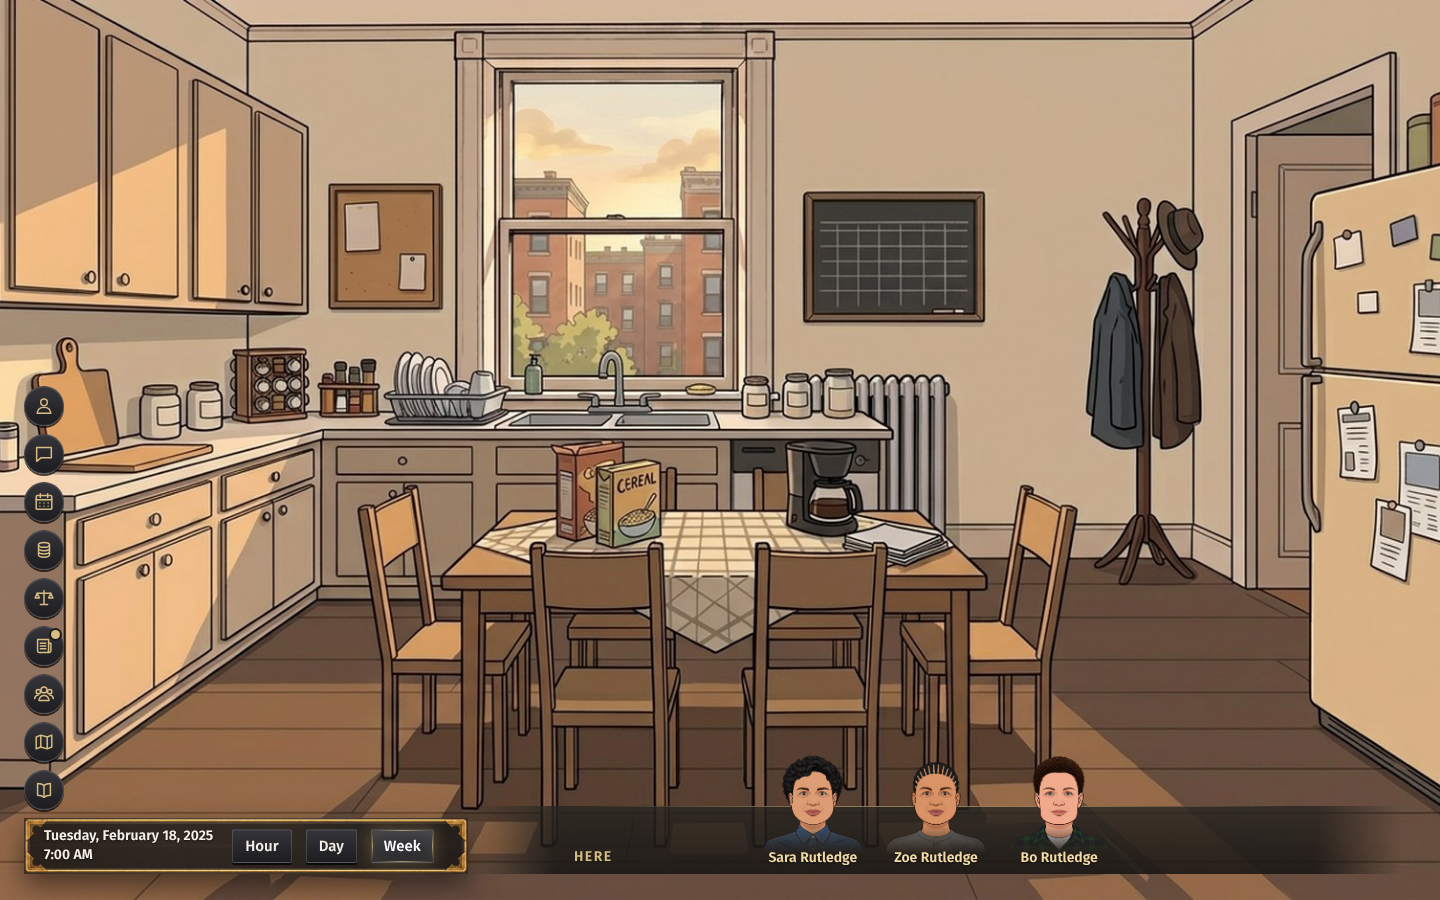 CEREAL
Tuesday, February 18, 2025
7:00 AM
Hour
Day
Week
HERE
Sara Rutledge
Zoe Rutledge
Bo Rutledge